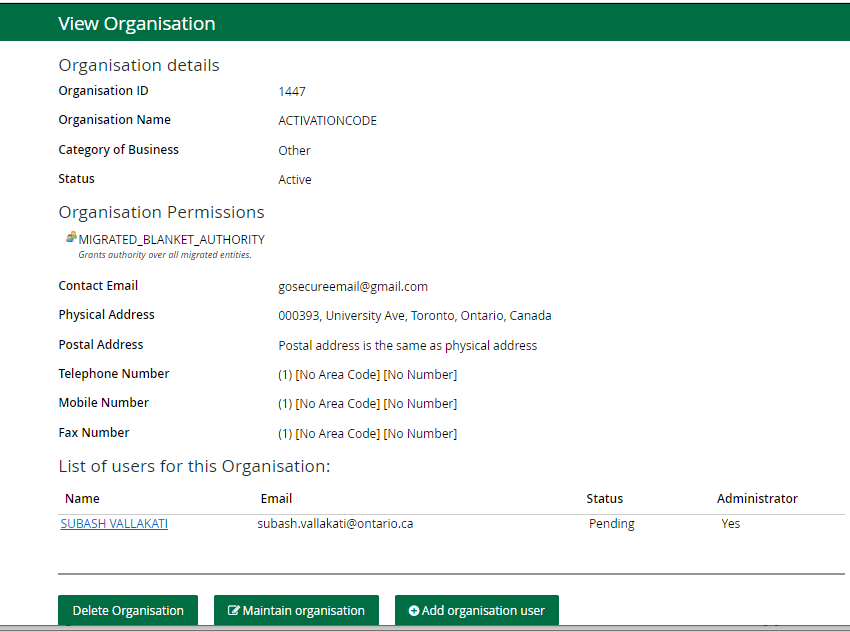 View Organisation
Organisation details
Organisation ID 1447
Organisation Name ACTIVATIONCODE
Category of Business Other
Status Active
Organisation Permissions
MIGRATED_BLANKET_AUTHORITY
Grants authority over all migrated entities.
Contact Email gosecureemail@gmail.com
Physical Address 000393, University Ave, Toronto, Ontario, Canada
Postal Address Postal address is the same as physical address
Telephone Number (1) [No Area Code] [No Number]
Mobile Number (1) [No Area Code] [No Number]
Fax Number (1) [No Area Code] [No Number]
List of users for this Organisation:
Name Email Status Administrator
SUBASH VALLAKATI subash.vallakati@ontario.ca Pending Yes
Delete Organisation Maintain organisation Add organisation user